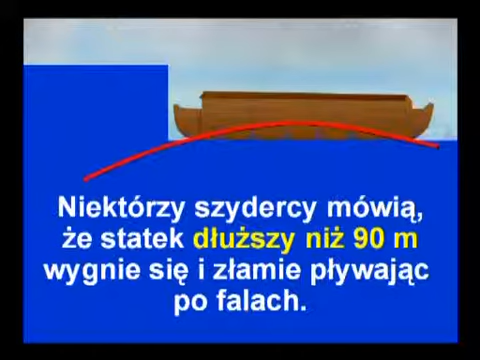 Niektórzy szydercy mówią,
że statek dłuższy niż 90 m
wygnie się i złamie pływając
po falach.